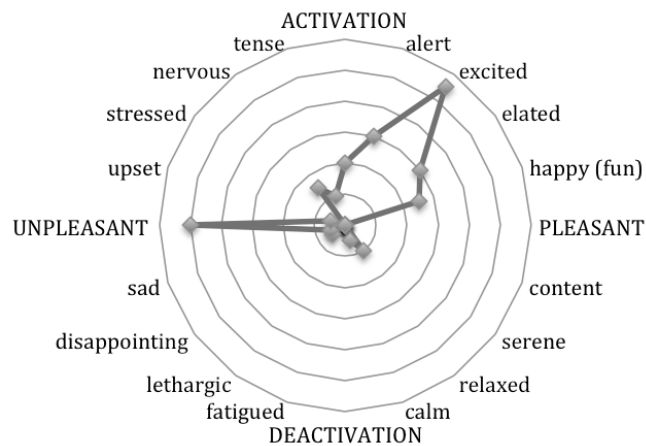 ACTIVATION
tense alert
nervous excited
stressed elated
upset happy (fun)
UNPLEASANT PLEASANT
sad content
disappointing serene
lethargic relaxed
fatigued calm
DEACTIVATION